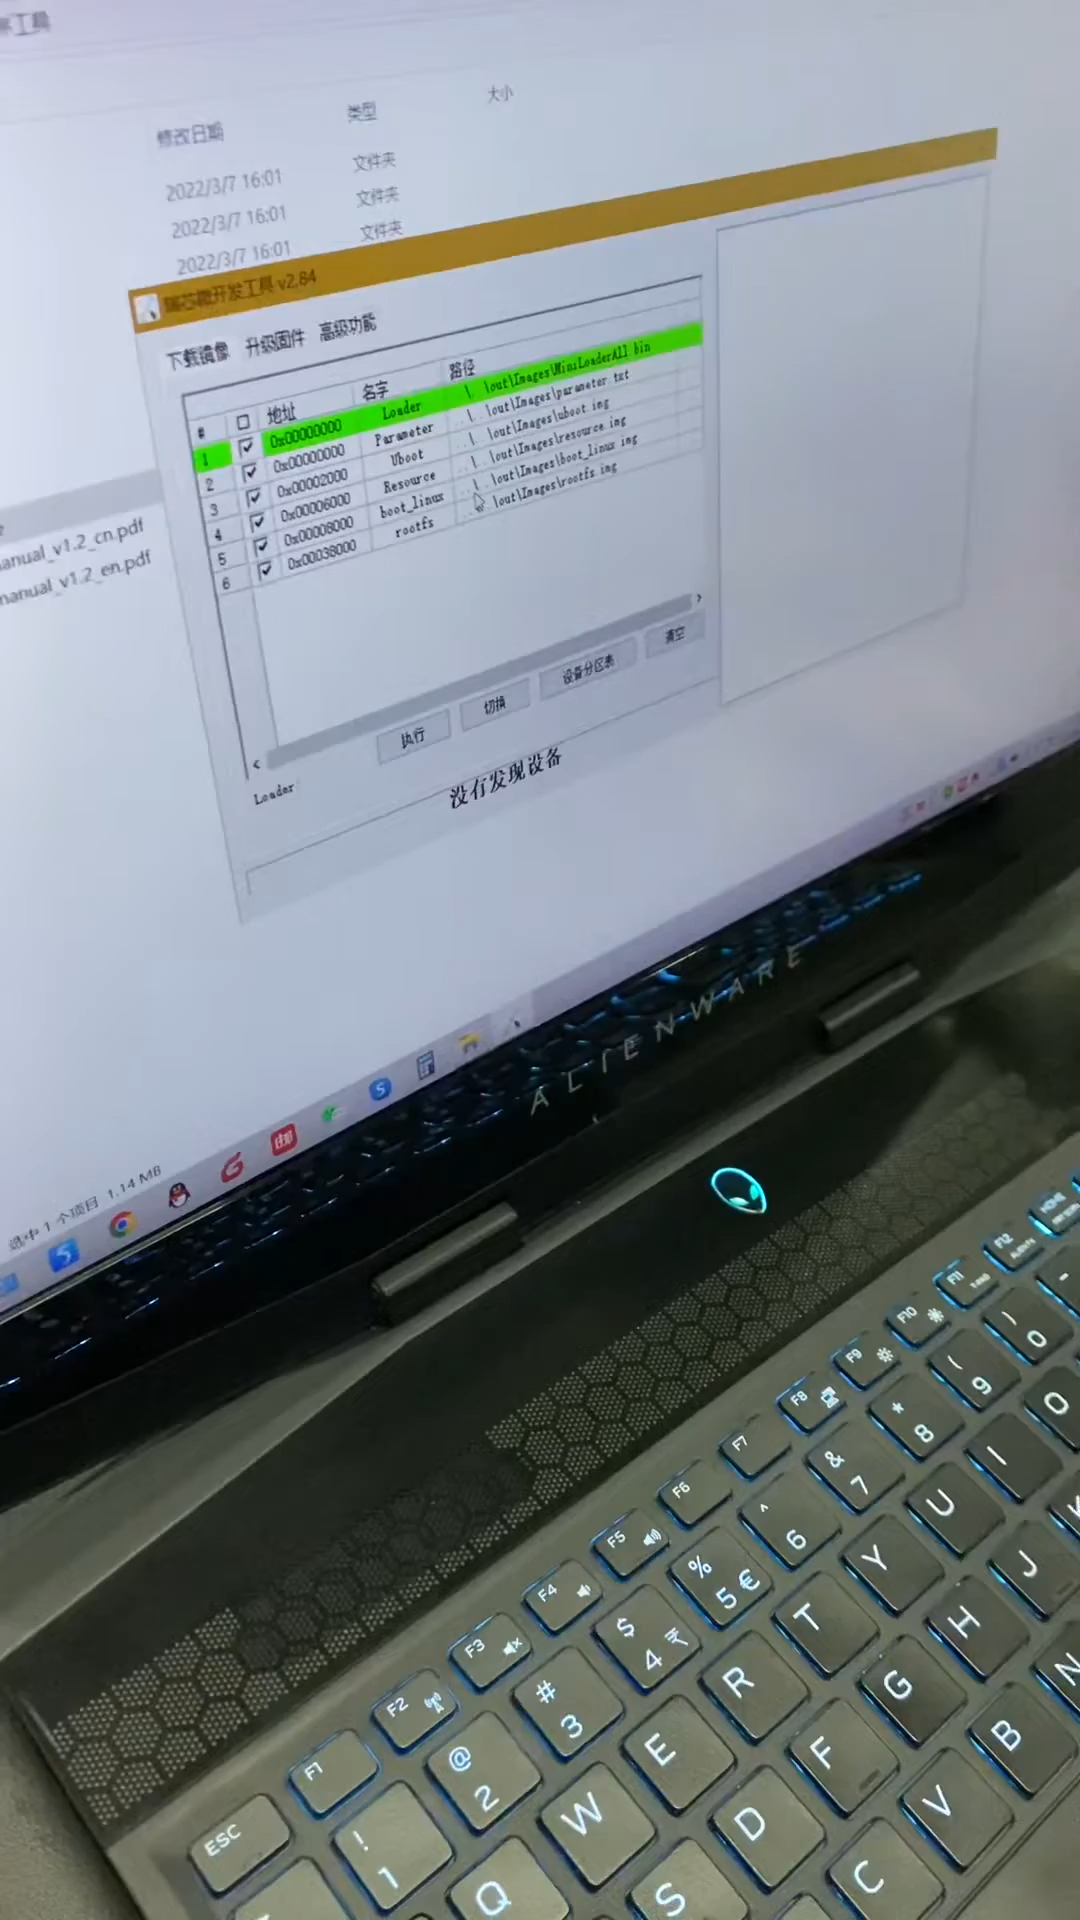 工具
修改日期 类型 大小
2022/3/7 16:01 文件夹
2022/3/7 16:01 文件夹
2022/3/7 16:01 文件夹
瑞芯微开发工具 v2.84
下载镜像 升级固件 高级功能
# 地址 名字 路径
1 0x00000000 Loader ..\..\out\Images\MiniLoaderAll.bin
2 0x00000000 Parameter ..\..\out\Images\parameter.txt
3 0x00002000 Uboot ..\..\out\Images\uboot.img
4 0x00006000 Resource ..\..\out\Images\resource.img
5 0x00008000 boot_linux ..\..\out\Images\boot_linux.img
6 0x00038000 rootfs \out\Images\rootfs.img
anual_v1.2_cn.pdf
manual_v1.2_en.pdf
执行 切换 设备分区表 清空
Loader
没有发现设备
选中 1 个项目 1.14 MB
ALIENWARE
ESC F1 F2 F3 F4 F5 F6 F7 F8 F9 F10 F11 F12 HOME
! 1 @ 2 # 3 $ 4 ₹ % 5 € ^ 6 & 7 * 8 ( 9 ) 0 -
Q W E R T Y U I O
S D F G H J K
C V B N